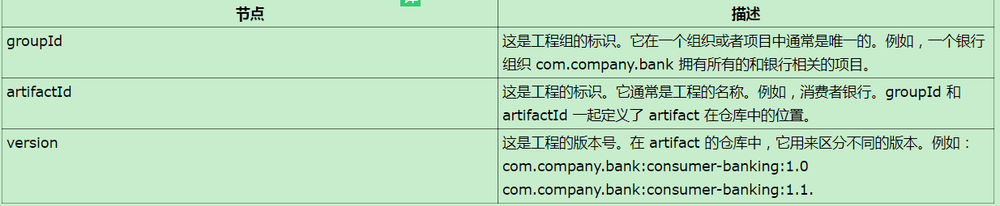 节点 描述
groupId 这是工程组的标识。它在一个组织或者项目中通常是唯一的。例如，一个银行
组织 com.company.bank 拥有所有的和银行相关的项目。
artifactId 这是工程的标识。它通常是工程的名称。例如，消费者银行。groupId 和
artifactId 一起定义了 artifact 在仓库中的位置。
version 这是工程的版本号。在 artifact 的仓库中，它用来区分不同的版本。例如：
com.company.bank:consumer-banking:1.0
com.company.bank:consumer-banking:1.1.